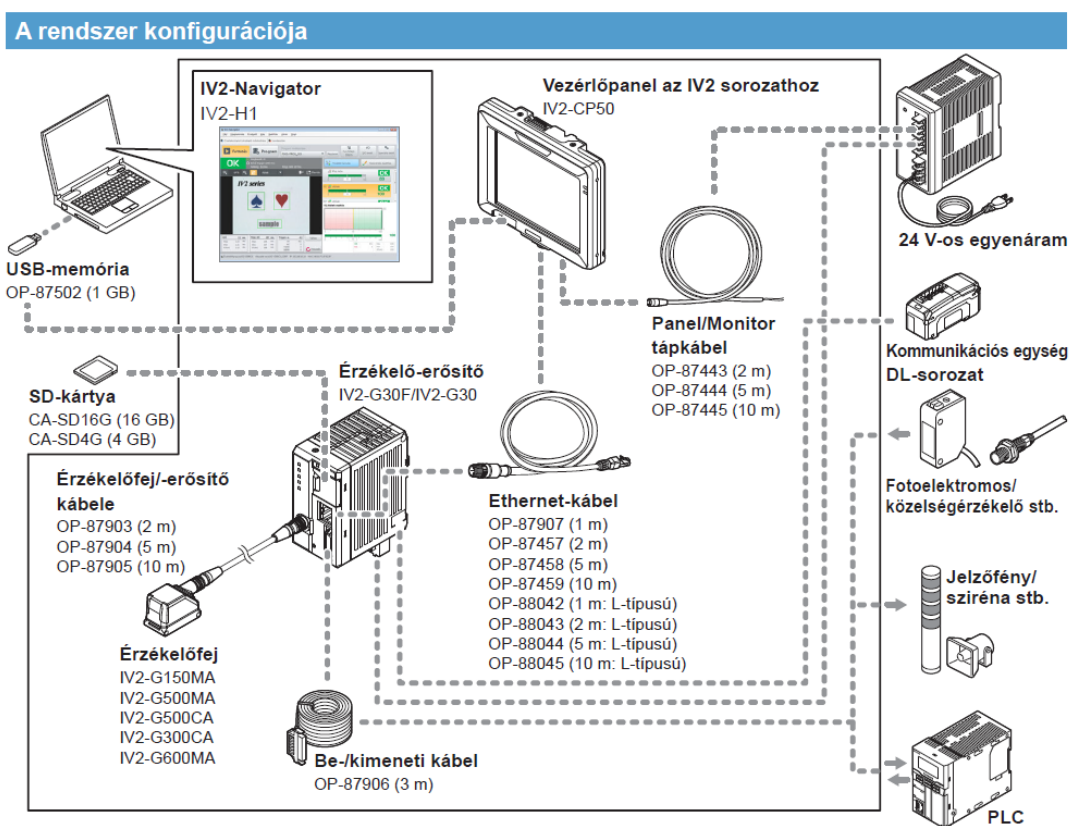 A rendszer konfigurációja
IV2-Navigator
IV2-H1
OK
IV2 series
sample
Vezérlőpanel az IV2 sorozathoz
IV2-CP50
24 V-os egyenáram
USB-memória
OP-87502 (1 GB)
Panel/Monitor
tápkábel
OP-87443 (2 m)
OP-87444 (5 m)
OP-87445 (10 m)
Kommunikációs egység
DL-sorozat
SD-kártya
CA-SD16G (16 GB)
CA-SD4G (4 GB)
Érzékelő-erősítő
IV2-G30F/IV2-G30
Érzékelőfej/-erősítő
kábele
OP-87903 (2 m)
OP-87904 (5 m)
OP-87905 (10 m)
Ethernet-kábel
OP-87907 (1 m)
OP-87457 (2 m)
OP-87458 (5 m)
OP-87459 (10 m)
OP-88042 (1 m: L-típusú)
OP-88043 (2 m: L-típusú)
OP-88044 (5 m: L-típusú)
OP-88045 (10 m: L-típusú)
Fotoelektromos/
közelségérzékelő stb.
Jelzőfény/
sziréna stb.
Érzékelőfej
IV2-G150MA
IV2-G500MA
IV2-G500CA
IV2-G300CA
IV2-G600MA
Be-/kimeneti kábel
OP-87906 (3 m)
PLC